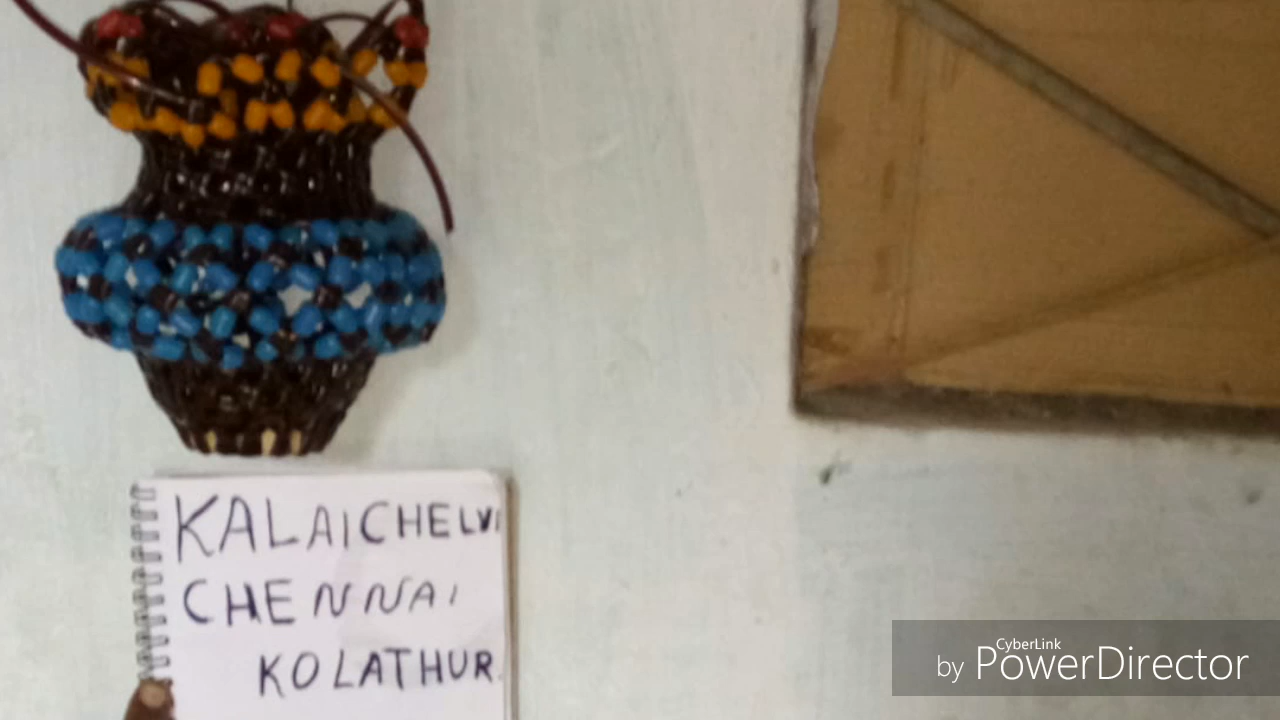 KALAICHELVI
CHENNAI
KOLATHUR.
CyberLink
by PowerDirector